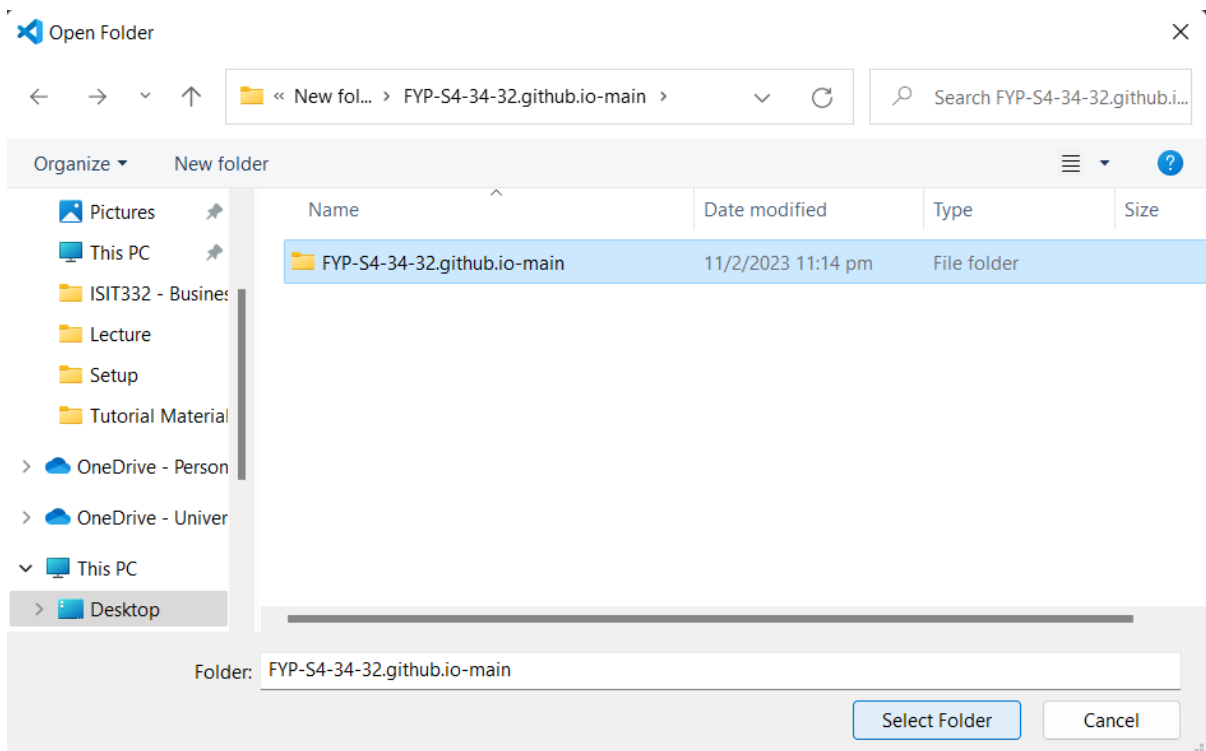 Open Folder
« New fol... > FYP-S4-34-32.github.io-main >
Search FYP-S4-34-32.github.i...
Organize
New folder
?
Name
Date modified
Type
Size
Pictures
This PC
ISIT332 - Busines
Lecture
Setup
Tutorial Material
OneDrive - Person
OneDrive - Univer
This PC
Desktop
FYP-S4-34-32.github.io-main
11/2/2023 11:14 pm
File folder
Folder: FYP-S4-34-32.github.io-main
Select Folder
Cancel